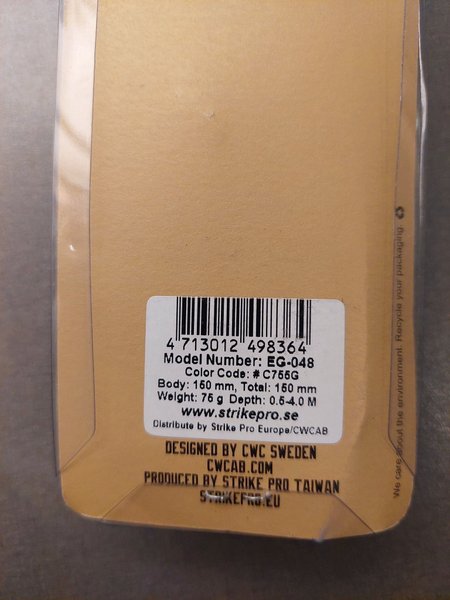 4 713012 498364
Model Number: EG-048
Color Code: # C755G
Body: 150 mm, Total: 150 mm
Weight: 75 g Depth: 0.5-4.0 M
www.strikepro.se
Distribute by Strike Pro Europe/CWCAB
DESIGNED BY CWC SWEDEN
CWCAB.COM
PRODUCED BY STRIKE PRO TAIWAN
STRIKEPRO.EU
We care about the environment. Recycle your packaging.